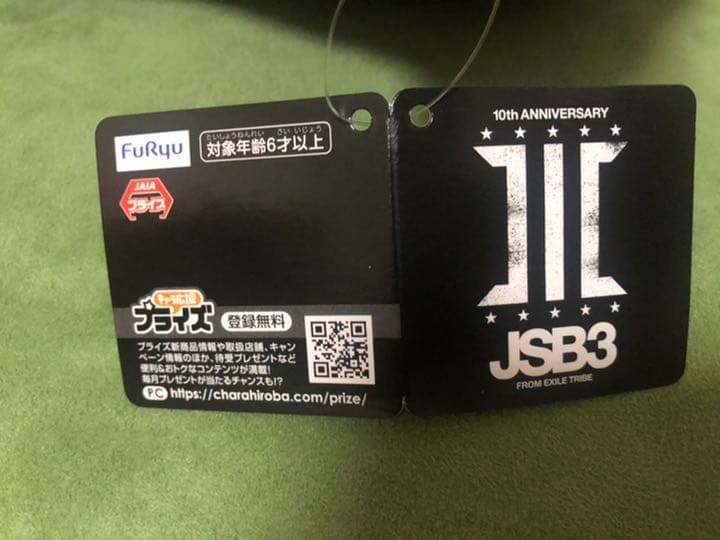 FuRyu
たいしょうねんれい さい いじょう
対象年齢6才以上
JAIA
プライズ
キャラ広場
プライズ
登録無料
プライズ新商品情報や取扱店舗、キャン
ペーン情報のほか、待受プレゼントなど
便利&おトクなコンテンツが満載!
毎月プレゼントが当たるチャンスも!?
PC https://charahiroba.com/prize/
10th ANNIVERSARY
JSB3
FROM EXILE TRIBE